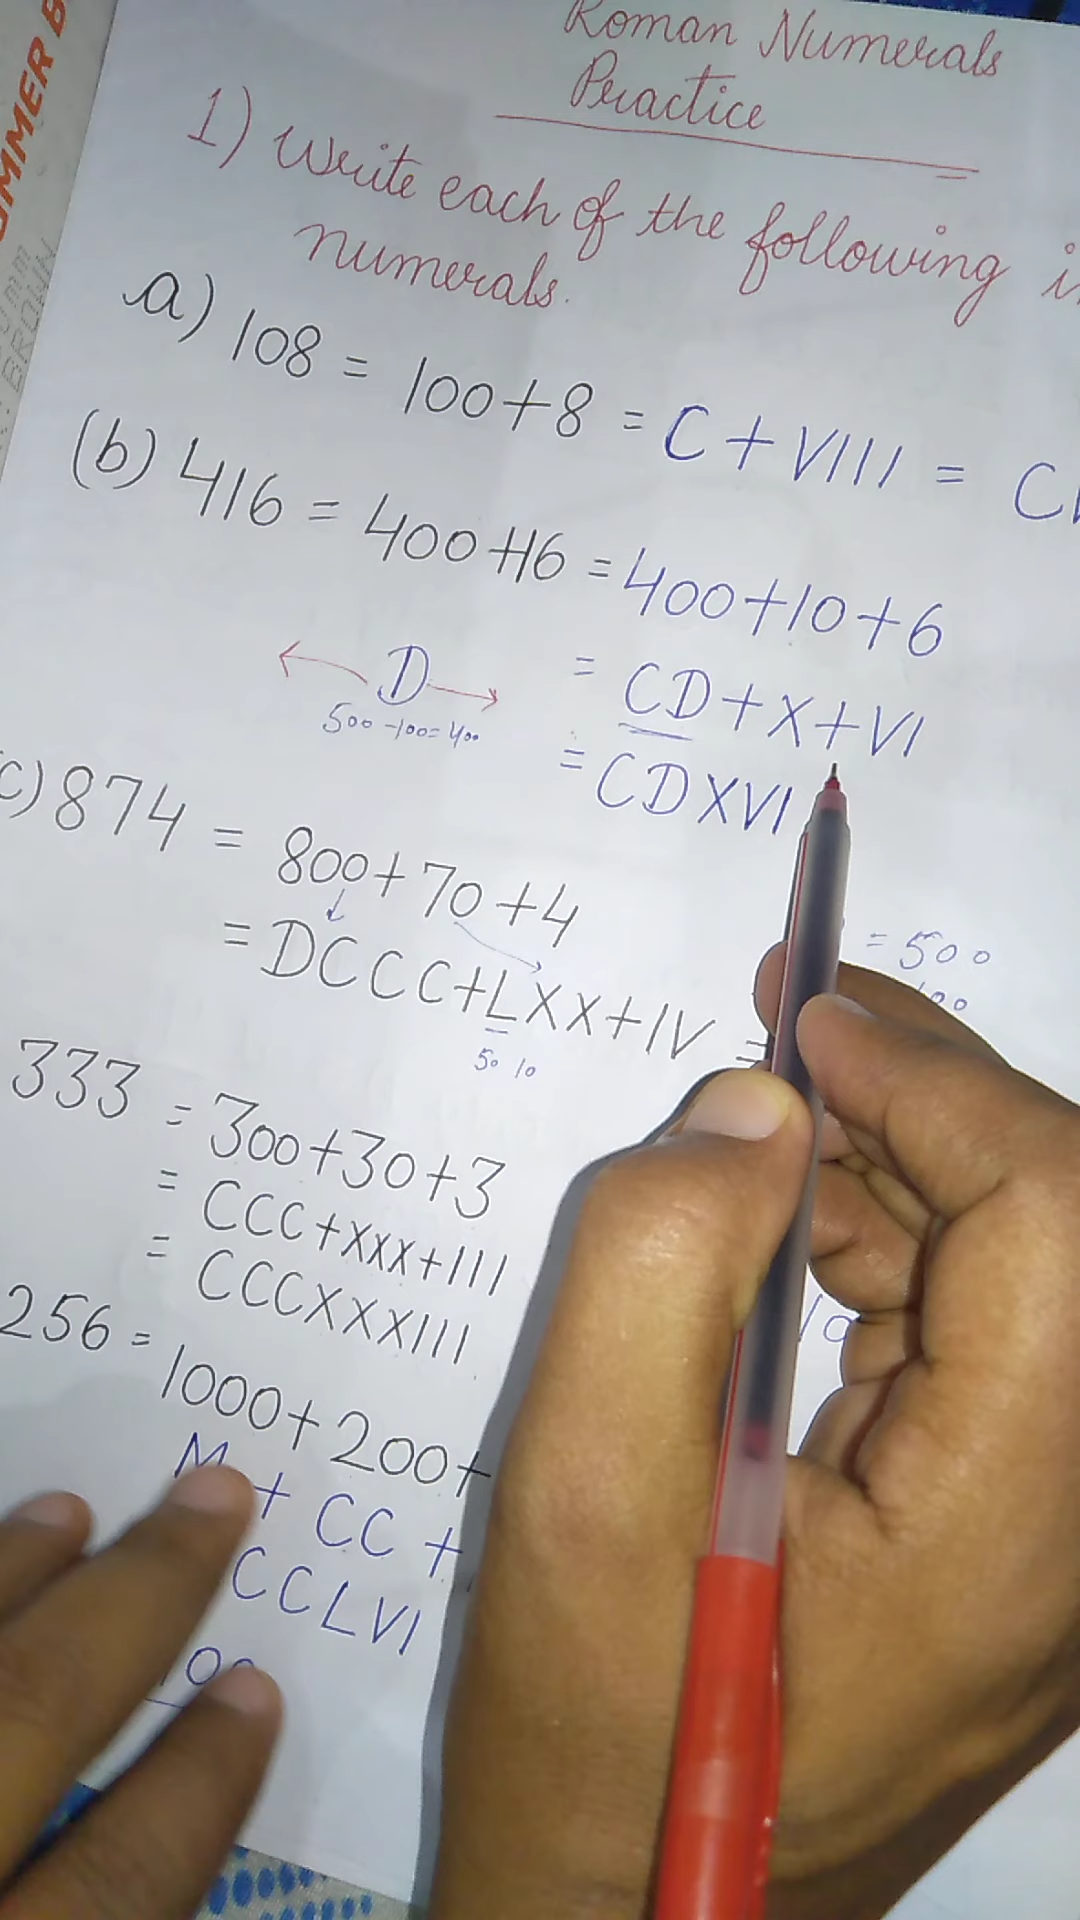 Roman Numerals
Practice
1) Write each of the following
numerals.
a) 108 = 100+8 = C + VIII =
(b) 416 = 400+16 = 400+10+6
= CD + X + VI
D
500-100=400
= CDXVI
c) 874 = 800+70+4
= 500
100
= DCCC+LXX+IV =
50 10
333 = 300+30+3
= CCC+XXX+III
= CCCXXXIII
256 = 1000+200+
M + CC +
CCLVI